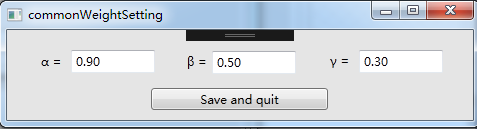 commonWeightSetting
α = 0.90 β = 0.50 γ = 0.30
Save and quit